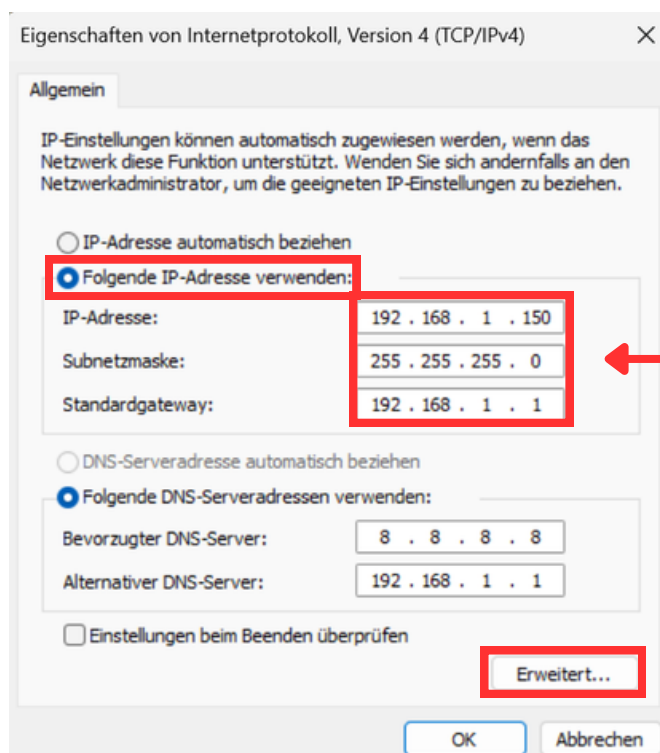 Eigenschaften von Internetprotokoll, Version 4 (TCP/IPv4)
Allgemein
IP-Einstellungen können automatisch zugewiesen werden, wenn das
Netzwerk diese Funktion unterstützt. Wenden Sie sich andernfalls an den
Netzwerkadministrator, um die geeigneten IP-Einstellungen zu beziehen.
IP-Adresse automatisch beziehen
Folgende IP-Adresse verwenden:
IP-Adresse: 192 . 168 . 1 . 150
Subnetzmaske: 255 . 255 . 255 . 0
Standardgateway: 192 . 168 . 1 . 1
DNS-Serveradresse automatisch beziehen
Folgende DNS-Serveradressen verwenden:
Bevorzugter DNS-Server: 8 . 8 . 8 . 8
Alternativer DNS-Server: 192 . 168 . 1 . 1
Einstellungen beim Beenden überprüfen
Erweitert...
OK Abbrechen